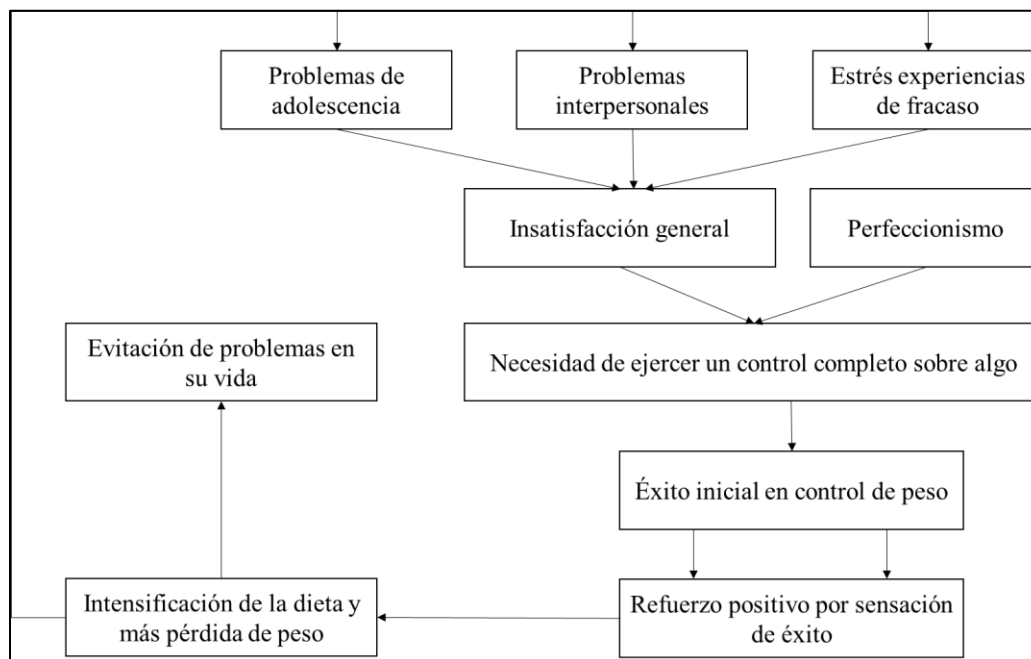 Problemas de
adolescencia
Problemas
interpersonales
Estrés experiencias
de fracaso
Insatisfacción general
Perfeccionismo
Evitación de problemas en
su vida
Necesidad de ejercer un control completo sobre algo
Éxito inicial en control de peso
Intensificación de la dieta y
más pérdida de peso
Refuerzo positivo por sensación
de éxito